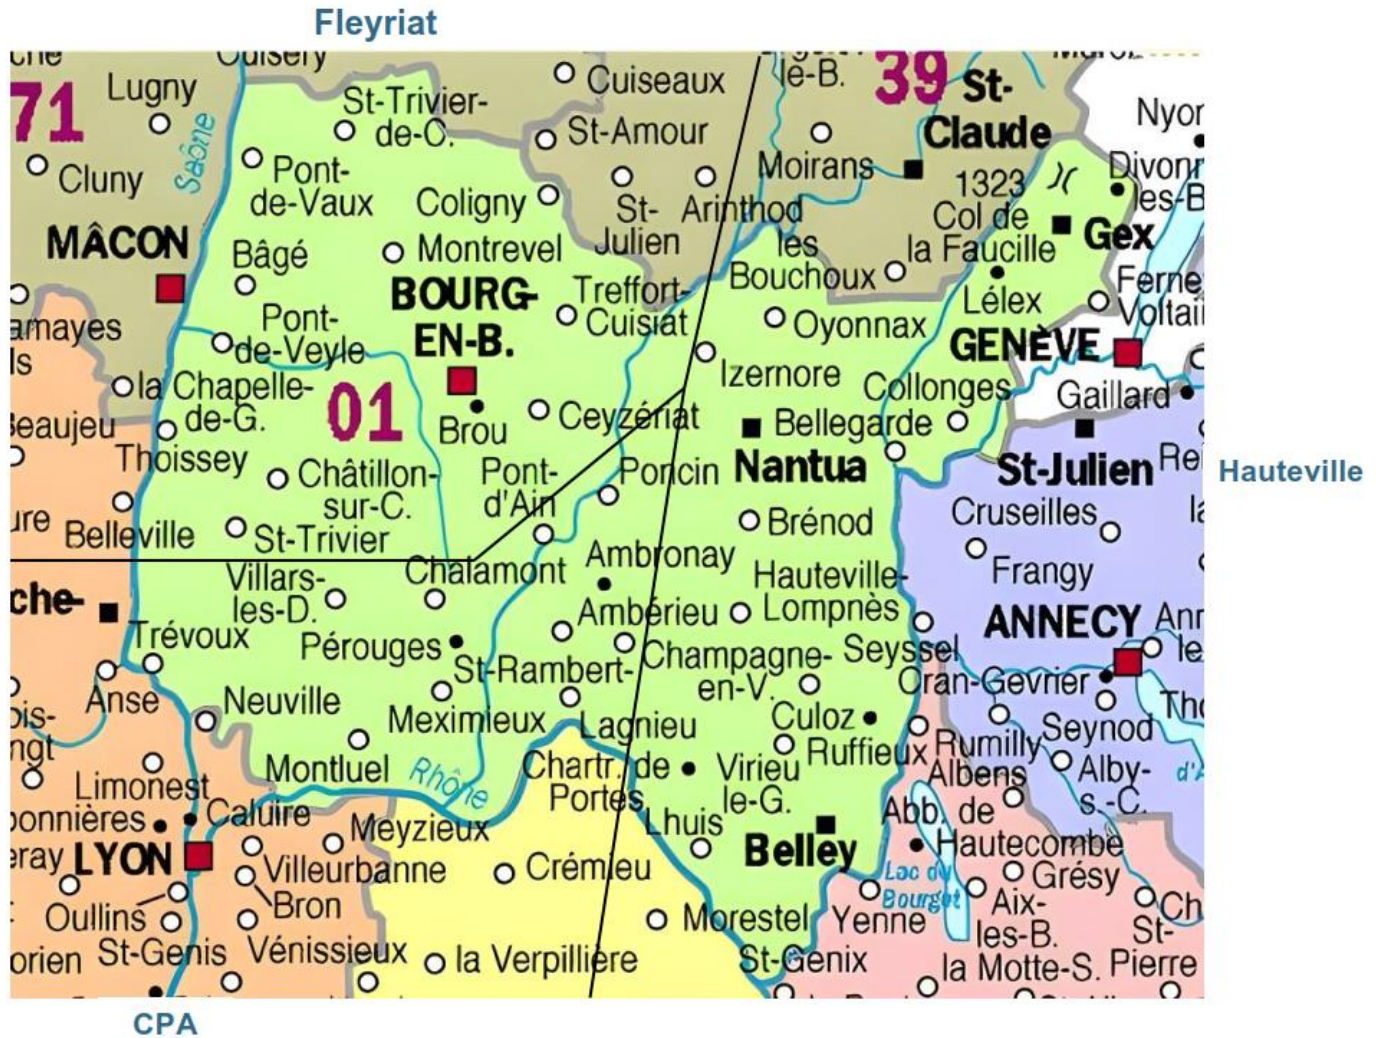 Fleyriat
Cuisery
39
71
Lugny
Cuiseaux
le-B.
St-
Claude
Nyon
St-Trivier-
de-C.
St-Amour
Moirans
Saône
Cluny
Pont-
de-Vaux
Coligny
St-
Julien
Arinthod
1323
Col de
la Faucille
Gex
MÂCON
Bâgé
Montrevel
les
Bouchoux
BOURG-
EN-B.
Treffort-
Cuisiat
Lélex
Pont-
de-Veyle
Oyonnax
GENÈVE
Izernore
Collonges
Gaillard
la Chapelle-
de-G.
01
Brou
Ceyzériat
Bellegarde
Thoissey
Châtillon-
sur-C.
Pont-
d'Ain
Poncin
Nantua
St-Julien
Hauteville
Belleville
St-Trivier
Brénod
Cruseilles
Chalamont
Ambronay
Frangy
che-
Villars-
les-D.
Hauteville-
Lompnès
Ambérieu
ANNECY
Trévoux
Pérouges
St-Rambert-
Champagne-
en-V.
Seyssel
Cran-Gevrier
Anse
Neuville
Meximieux
Lagnieu
Culoz
Ruffieux
Rumilly
Seynod
Limonest
Montluel
Rhône
Chartr. de
Portes
Virieu
le-G.
Albens
Alby-
s.-C.
Caluire
Meyzieux
Lhuis
Belley
Abb. de
Hautecombe
LYON
Villeurbanne
Crémieu
Lac du
Bourget
Grésy
Oullins
Bron
Morestel
Yenne
Aix-
les-B.
St-
Pierre
St-Genis
Vénissieux
la Verpillière
St-Genix
la Motte-S.
CPA